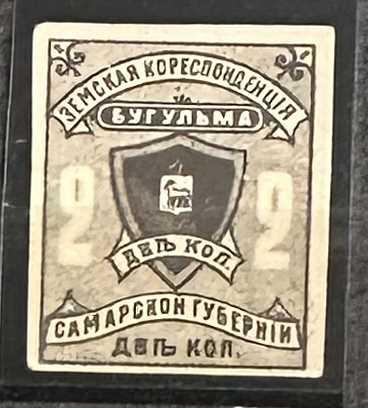 ЗЕМСКАЯ КОРЕСПОНДЕНЦІЯ
БУГУЛЬМА
2 2
ДВѢ КОП.
САМАРСКОЙ ГУБЕРНІИ
ДВѢ КОП.